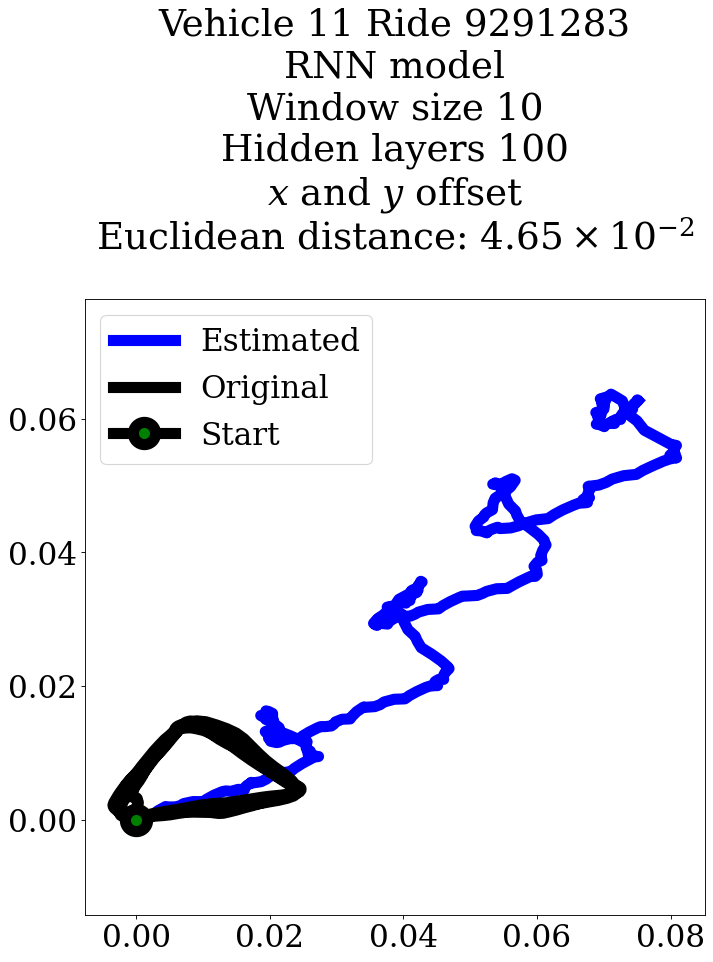 Vehicle 11 Ride 9291283
RNN model
Window size 10
Hidden layers 100
x and y offset
Euclidean distance: 4.65 × 10⁻²
Estimated
Original
Start
0.06
0.04
0.02
0.00
0.00 0.02 0.04 0.06 0.08